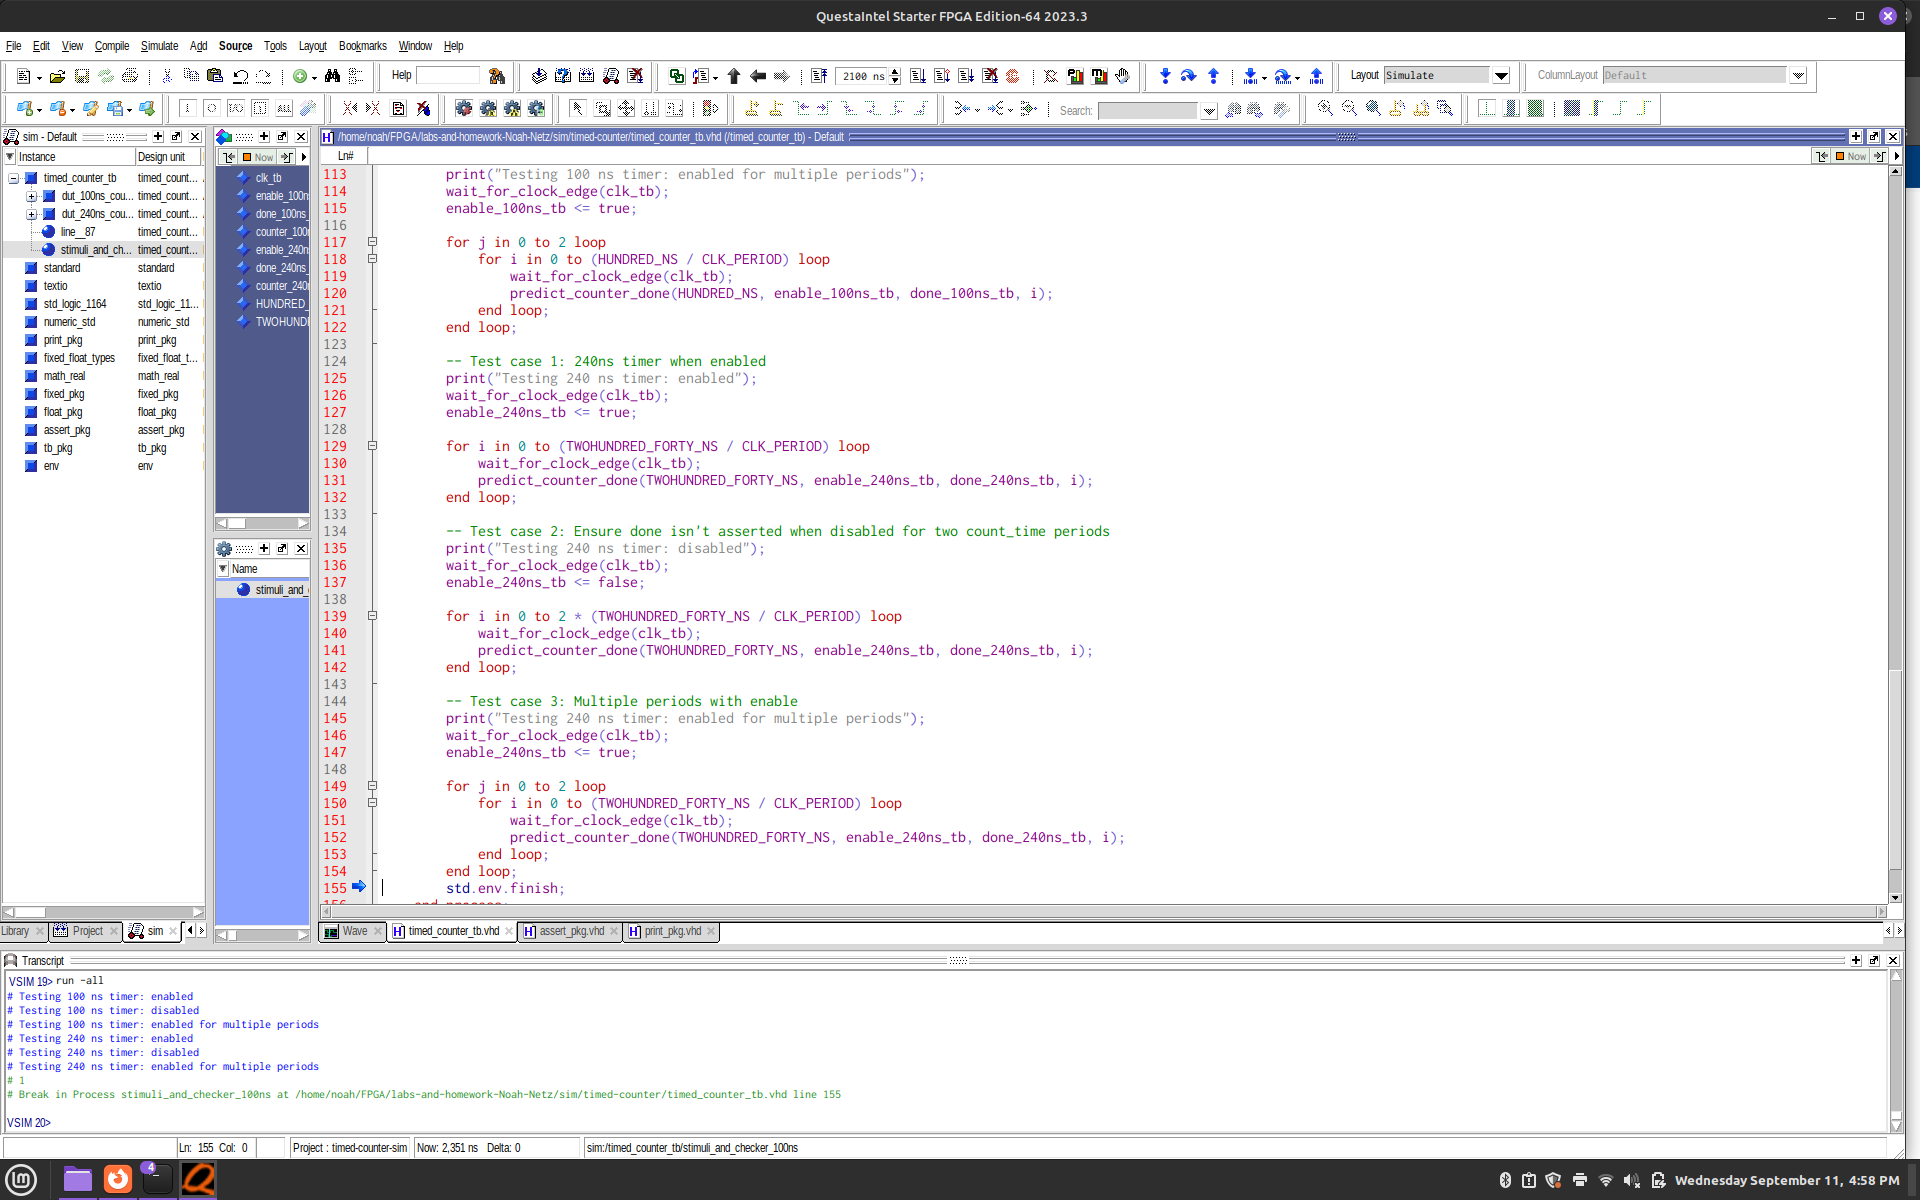 QuestaIntel Starter FPGA Edition-64 2023.3
File Edit View Compile Simulate Add Source Tools Layout Bookmarks Window Help
Help
2100 ns
Layout Simulate
ColumnLayout Default
Search:
sim - Default
Instance Design unit
timed_counter_tb timed_count...
dut_100ns_cou... timed_count...
dut_240ns_cou... timed_count...
line__87 timed_count...
stimuli_and_ch... timed_count...
standard standard
textio textio
std_logic_1164 std_logic_11...
numeric_std numeric_std
print_pkg print_pkg
fixed_float_types fixed_float_t...
math_real math_real
fixed_pkg fixed_pkg
float_pkg float_pkg
assert_pkg assert_pkg
tb_pkg tb_pkg
env env
Library Project sim
Now
clk_tb
enable_100n
done_100ns_
counter_100
enable_240n
done_240ns_
counter_240
HUNDRED_
TWOHUND
Name
stimuli_and_
/home/noah/FPGA/labs-and-homework-Noah-Netz/sim/timed-counter/timed_counter_tb.vhd (/timed_counter_tb) - Default
Ln#
Now
113 print("Testing 100 ns timer: enabled for multiple periods");
114 wait_for_clock_edge(clk_tb);
115 enable_100ns_tb <= true;
116
117 for j in 0 to 2 loop
118 for i in 0 to (HUNDRED_NS / CLK_PERIOD) loop
119 wait_for_clock_edge(clk_tb);
120 predict_counter_done(HUNDRED_NS, enable_100ns_tb, done_100ns_tb, i);
121 end loop;
122 end loop;
123
124 -- Test case 1: 240ns timer when enabled
125 print("Testing 240 ns timer: enabled");
126 wait_for_clock_edge(clk_tb);
127 enable_240ns_tb <= true;
128
129 for i in 0 to (TWOHUNDRED_FORTY_NS / CLK_PERIOD) loop
130 wait_for_clock_edge(clk_tb);
131 predict_counter_done(TWOHUNDRED_FORTY_NS, enable_240ns_tb, done_240ns_tb, i);
132 end loop;
133
134 -- Test case 2: Ensure done isn't asserted when disabled for two count_time periods
135 print("Testing 240 ns timer: disabled");
136 wait_for_clock_edge(clk_tb);
137 enable_240ns_tb <= false;
138
139 for i in 0 to 2 * (TWOHUNDRED_FORTY_NS / CLK_PERIOD) loop
140 wait_for_clock_edge(clk_tb);
141 predict_counter_done(TWOHUNDRED_FORTY_NS, enable_240ns_tb, done_240ns_tb, i);
142 end loop;
143
144 -- Test case 3: Multiple periods with enable
145 print("Testing 240 ns timer: enabled for multiple periods");
146 wait_for_clock_edge(clk_tb);
147 enable_240ns_tb <= true;
148
149 for j in 0 to 2 loop
150 for i in 0 to (TWOHUNDRED_FORTY_NS / CLK_PERIOD) loop
151 wait_for_clock_edge(clk_tb);
152 predict_counter_done(TWOHUNDRED_FORTY_NS, enable_240ns_tb, done_240ns_tb, i);
153 end loop;
154 end loop;
155 std.env.finish;
Wave timed_counter_tb.vhd assert_pkg.vhd print_pkg.vhd
Transcript
VSIM 19> run -all
# Testing 100 ns timer: enabled
# Testing 100 ns timer: disabled
# Testing 100 ns timer: enabled for multiple periods
# Testing 240 ns timer: enabled
# Testing 240 ns timer: disabled
# Testing 240 ns timer: enabled for multiple periods
# 1
# Break in Process stimuli_and_checker_100ns at /home/noah/FPGA/labs-and-homework-Noah-Netz/sim/timed-counter/timed_counter_tb.vhd line 155
VSIM 20>
Ln: 155 Col: 0 Project : timed-counter-sim Now: 2,351 ns Delta: 0 sim:/timed_counter_tb/stimuli_and_checker_100ns
4
Wednesday September 11, 4:58 PM